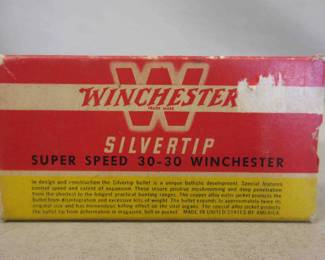 W
WINCHESTER
TRADE MARK
SILVERTIP
SUPER SPEED 30-30 WINCHESTER
In design and construction the Silvertip bullet is a unique ballistic development. Special features
control speed and extent of expansion. These insure positive mushrooming and deep penetration
from the shortest to the longest practical hunting ranges. The copper alloy outer jacket protects the
bullet from disintegration and excessive loss of weight. The bullet expands to approximately twice its
original size and has tremendous killing effect on the vital organs. The special alloy jacket protects
the bullet tip from deformation in magazine, belt or pocket. MADE IN UNITED STATES OF AMERICA.